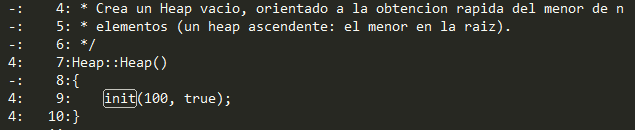 -:    4: * Crea un Heap vacio, orientado a la obtencion rapida del menor de n
-:    5: * elementos (un heap ascendente: el menor en la raiz).
-:    6: */
4:    7:Heap::Heap()
-:    8:{
4:    9:    init(100, true);
4:   10:}